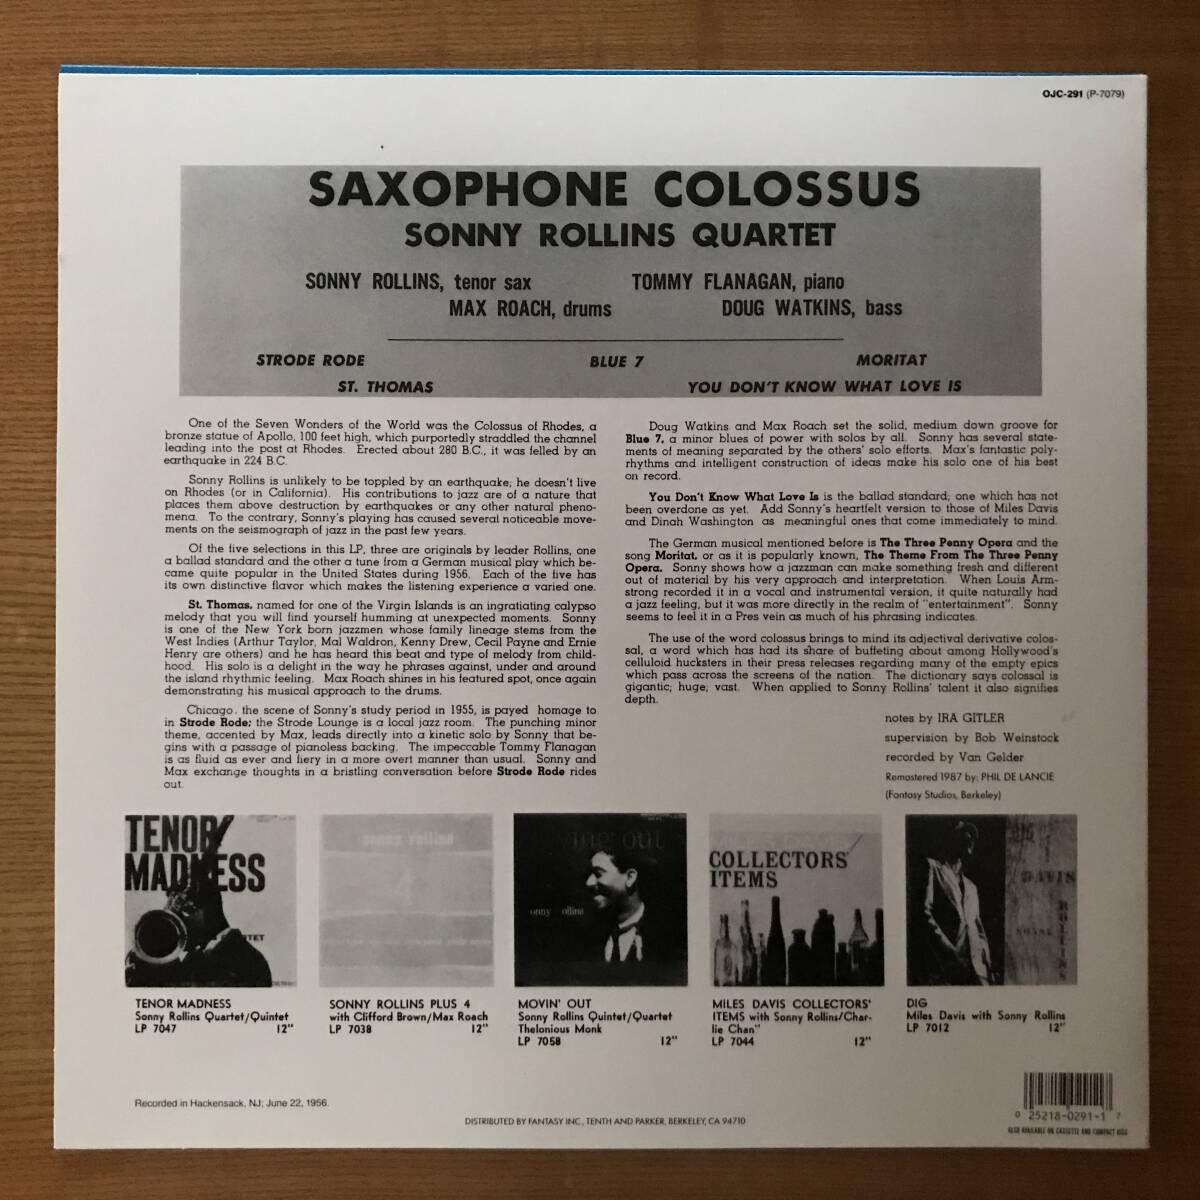 OJC-291 (P-7079)
SAXOPHONE COLOSSUS
SONNY ROLLINS QUARTET
SONNY ROLLINS, tenor sax TOMMY FLANAGAN, piano
MAX ROACH, drums DOUG WATKINS, bass
STRODE RODE BLUE 7 MORITAT
ST. THOMAS YOU DON'T KNOW WHAT LOVE IS
One of the Seven Wonders of the World was the Colossus of Rhodes, a
bronze statue of Apollo, 100 feet high, which purportedly straddled the channel
leading into the post at Rhodes. Erected about 280 B.C., it was felled by an
earthquake in 224 B.C.
Sonny Rollins is unlikely to be toppled by an earthquake; he doesn't live
on Rhodes (or in California). His contributions to jazz are of a nature that
places them above destruction by earthquakes or any other natural pheno-
mena. To the contrary, Sonny's playing has caused several noticeable move-
ments on the seismograph of jazz in the past few years.
Of the five selections in this LP, three are originals by leader Rollins, one
a ballad standard and the other a tune from a German musical play which be-
came quite popular in the United States during 1956. Each of the five has
its own distinctive flavor which makes the listening experience a varied one.
St. Thomas, named for one of the Virgin Islands is an ingratiating calypso
melody that you will find yourself humming at unexpected moments. Sonny
is one of the New York born jazzmen whose family lineage stems from the
West Indies (Arthur Taylor, Mal Waldron, Kenny Drew, Cecil Payne and Ernie
Henry are others) and he has heard this beat and type of melody from child-
hood. His solo is a delight in the way he phrases against, under and around
the island rhythmic feeling. Max Roach shines in his featured spot, once again
demonstrating his musical approach to the drums.
Chicago, the scene of Sonny's study period in 1955, is payed homage to
in Strode Rode; the Strode Lounge is a local jazz room. The punching minor
theme, accented by Max, leads directly into a kinetic solo by Sonny that be-
gins with a passage of pianoless backing. The impeccable Tommy Flanagan
is as fluid as ever and fiery in a more overt manner than usual. Sonny and
Max exchange thoughts in a bristling conversation before Strode Rode rides
out.
Doug Watkins and Max Roach set the solid, medium down groove for
Blue 7, a minor blues of power with solos by all. Sonny has several state-
ments of meaning separated by the others' solo efforts. Max's fantastic poly-
rhythms and intelligent construction of ideas make his solo one of his best
on record.
You Don't Know What Love Is is the ballad standard; one which has not
been overdone as yet. Add Sonny's heartfelt version to those of Miles Davis
and Dinah Washington as meaningful ones that come immediately to mind.
The German musical mentioned before is The Three Penny Opera and the
song Moritat, or as it is popularly known, The Theme From The Three Penny
Opera. Sonny shows how a jazzman can make something fresh and different
out of material by his very approach and interpretation. When Louis Arm-
strong recorded it in a vocal and instrumental version, it quite naturally had
a jazz feeling, but it was more directly in the realm of "entertainment". Sonny
seems to feel it in a Pres vein as much of his phrasing indicates.
The use of the word colossus brings to mind its adjectival derivative colos-
sal, a word which has had its share of buffeting about among Hollywood's
celluloid hucksters in their press releases regarding many of the empty epics
which pass across the screens of the nation. The dictionary says colossal is
gigantic; huge; vast. When applied to Sonny Rollins' talent it also signifies
depth.
notes by IRA GITLER
supervision by Bob Weinstock
recorded by Van Gelder
Remastered 1987 by: PHIL DE LANCIE
(Fantasy Studios, Berkeley)
TENOR
MADNESS
sonny rollins
ving out
onny ollins
COLLECTORS'
ITEMS
DAVIS
TENOR MADNESS
Sonny Rollins Quartet/Quintet
LP 7047 12"
SONNY ROLLINS PLUS 4
with Clifford Brown/Max Roach
LP 7038 12"
MOVIN' OUT
Sonny Rollins Quintet/Quartet
Thelonious Monk
LP 7058 12"
MILES DAVIS COLLECTORS'
ITEMS with Sonny Rollins/Char-
lie Chan"
LP 7044 12"
DIG
Miles Davis with Sonny Rollins
LP 7012 12"
Recorded in Hackensack, NJ; June 22, 1956.
DISTRIBUTED BY FANTASY INC., TENTH AND PARKER, BERKELEY, CA 94710
0 25218-0291-1 7
ALSO AVAILABLE ON CASSETTE AND COMPACT DISC